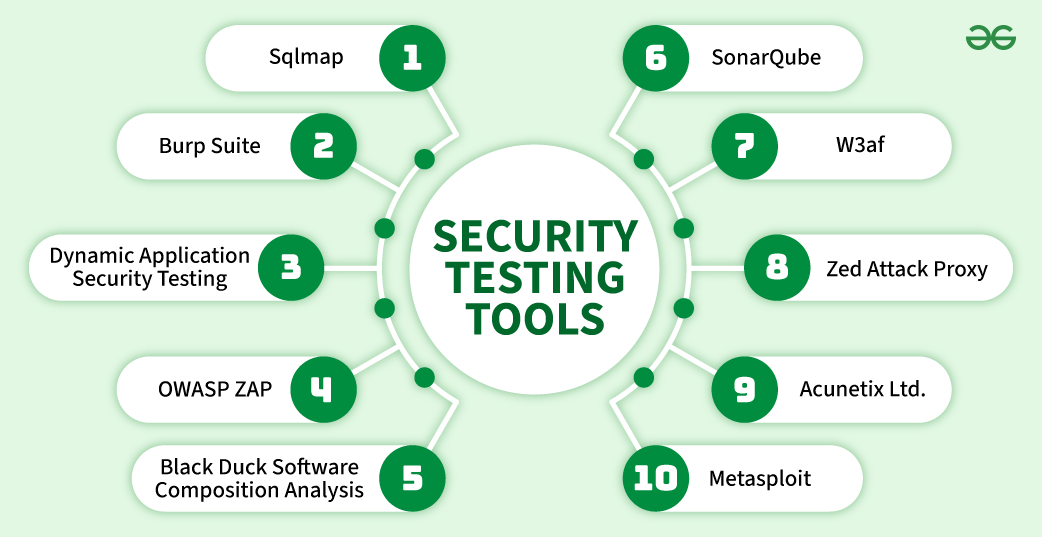 SECURITY
TESTING
TOOLS
1
Sqlmap
2
Burp Suite
3
Dynamic Application
Security Testing
4
OWASP ZAP
5
Black Duck Software
Composition Analysis
6
SonarQube
7
W3af
8
Zed Attack Proxy
9
Acunetix Ltd.
10
Metasploit